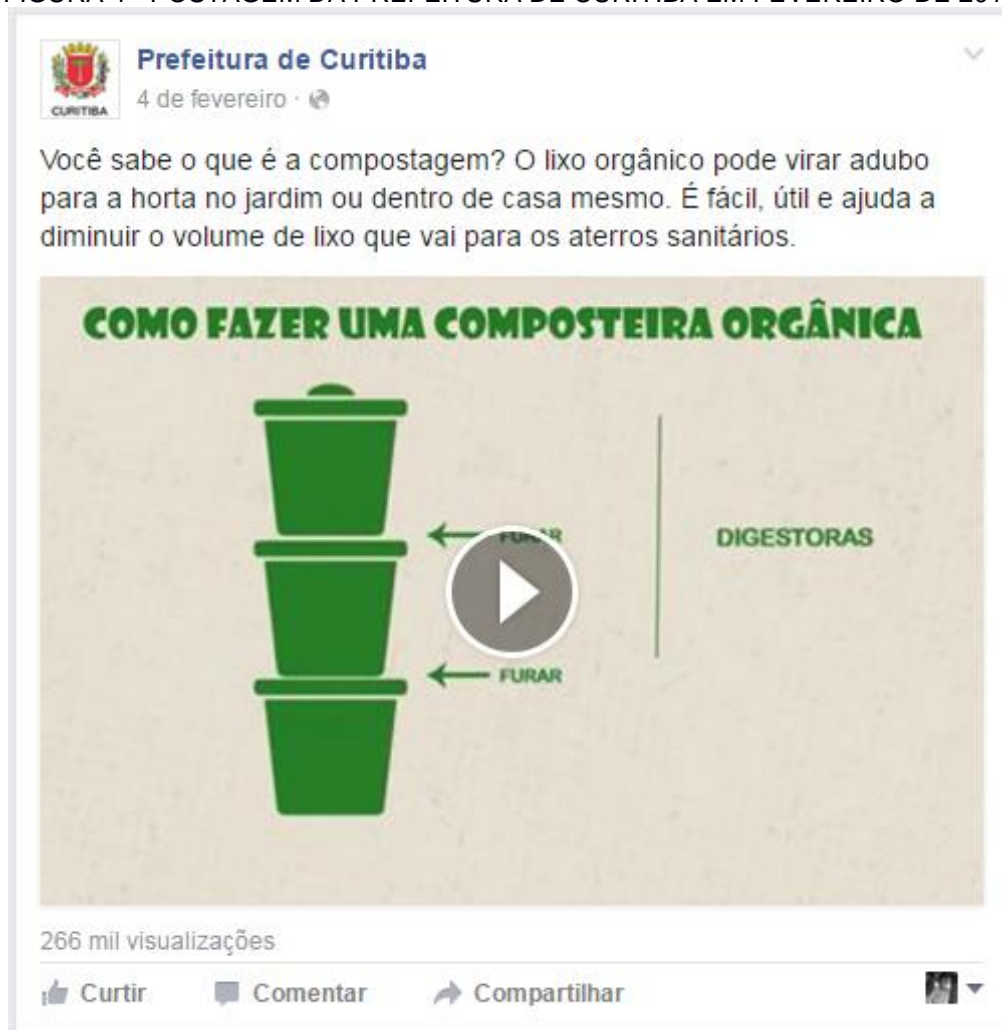 Prefeitura de Curitiba
CURITIBA
4 de fevereiro ·
Você sabe o que é a compostagem? O lixo orgânico pode virar adubo
para a horta no jardim ou dentro de casa mesmo. É fácil, útil e ajuda a
diminuir o volume de lixo que vai para os aterros sanitários.
COMO FAZER UMA COMPOSTEIRA ORGÂNICA
FURAR
DIGESTORAS
FURAR
266 mil visualizações
Curtir Comentar Compartilhar